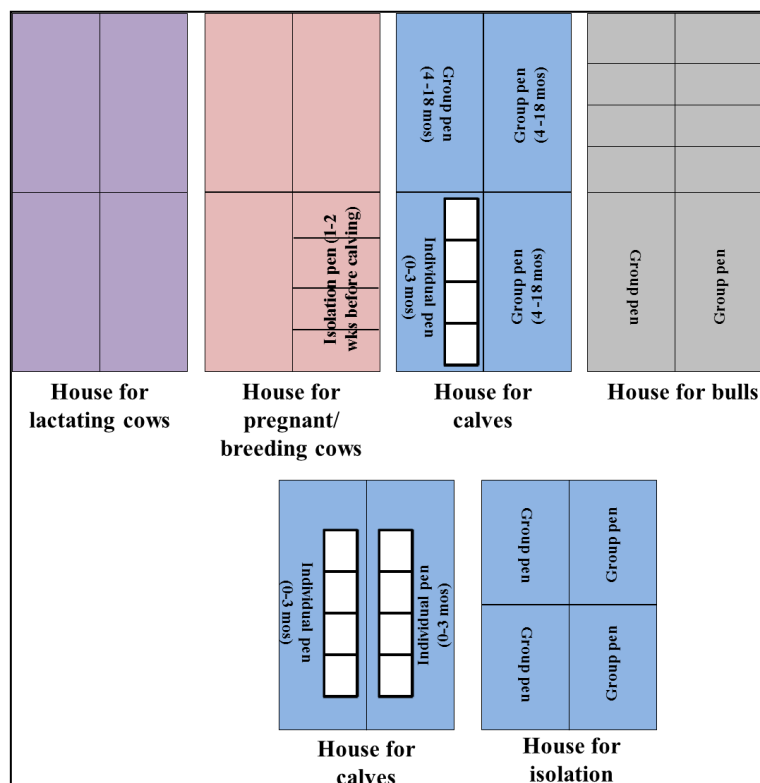 Group pen
(4 -18 mos)
Group pen
(4 -18 mos)
Isolation pen (1-2
wks before calving)
Individual pen
(0-3 mos)
Group pen
(4 -18 mos)
Group pen
Group pen
House for
lactating cows
House for
pregnant/
breeding cows
House for
calves
House for bulls
Individual pen
(0-3 mos)
Individual pen
(0-3 mos)
Group pen
Group pen
Group pen
Group pen
House for
calves
House for
isolation